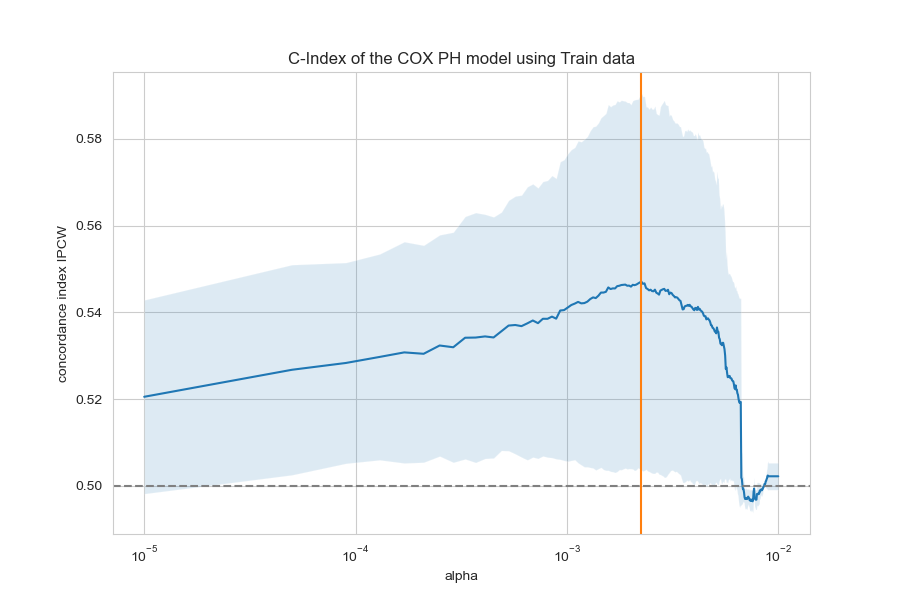 C-Index of the COX PH model using Train data
concordance index IPCW
0.58
0.56
0.54
0.52
0.50
10⁻⁵ 10⁻⁴ 10⁻³ 10⁻²
alpha